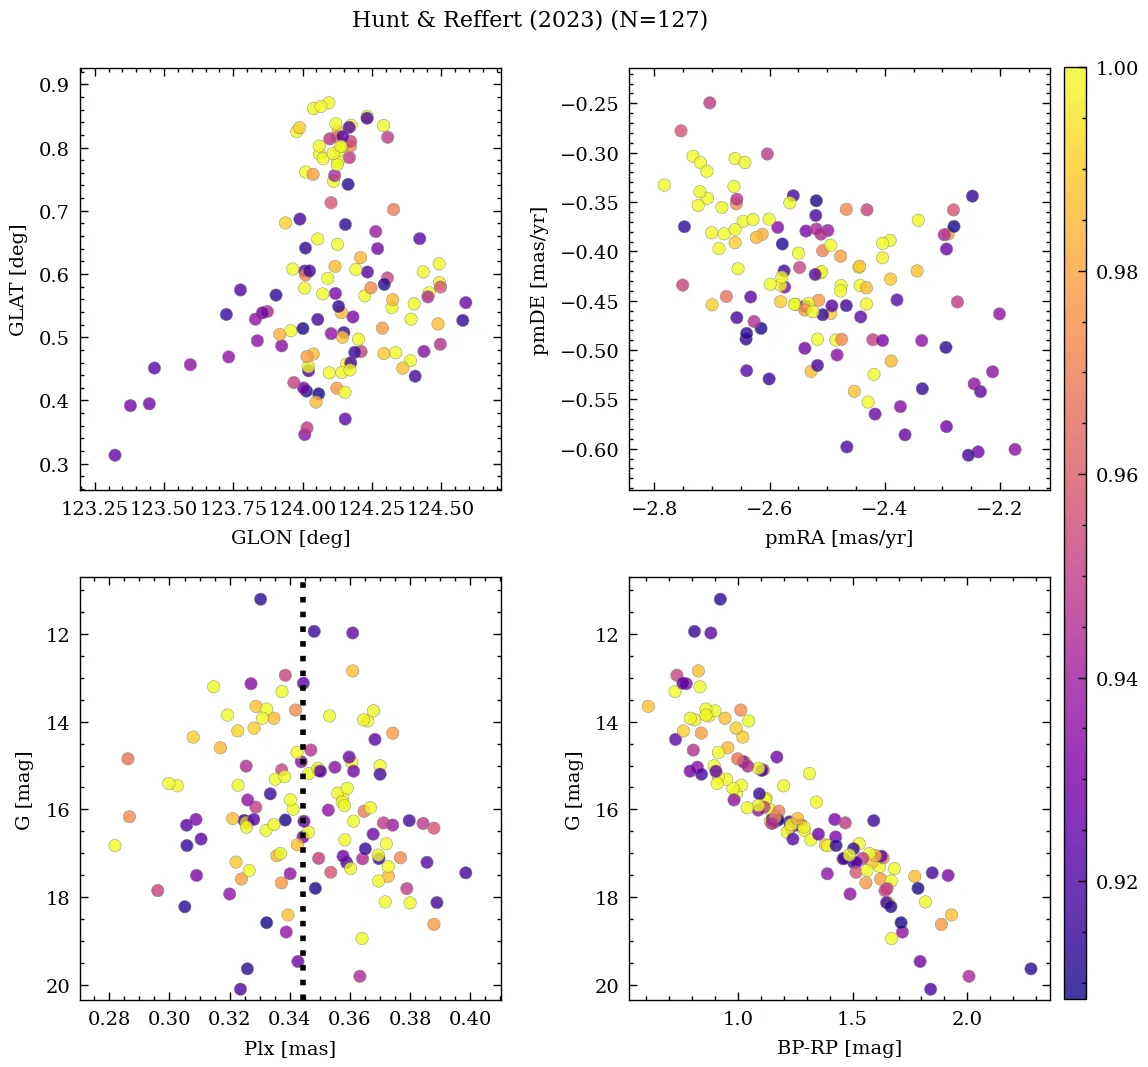 Hunt & Reffert (2023) (N=127)
0.9
0.8
0.7
0.6
0.5
0.4
0.3
GLAT [deg]
123.25 123.50 123.75 124.00 124.25 124.50
GLON [deg]
−0.25
−0.30
−0.35
−0.40
−0.45
−0.50
−0.55
−0.60
pmDE [mas/yr]
−2.8 −2.6 −2.4 −2.2
pmRA [mas/yr]
1.00
0.98
0.96
0.94
0.92
12
14
16
18
20
G [mag]
0.28 0.30 0.32 0.34 0.36 0.38 0.40
Plx [mas]
12
14
16
18
20
G [mag]
1.0 1.5 2.0
BP-RP [mag]